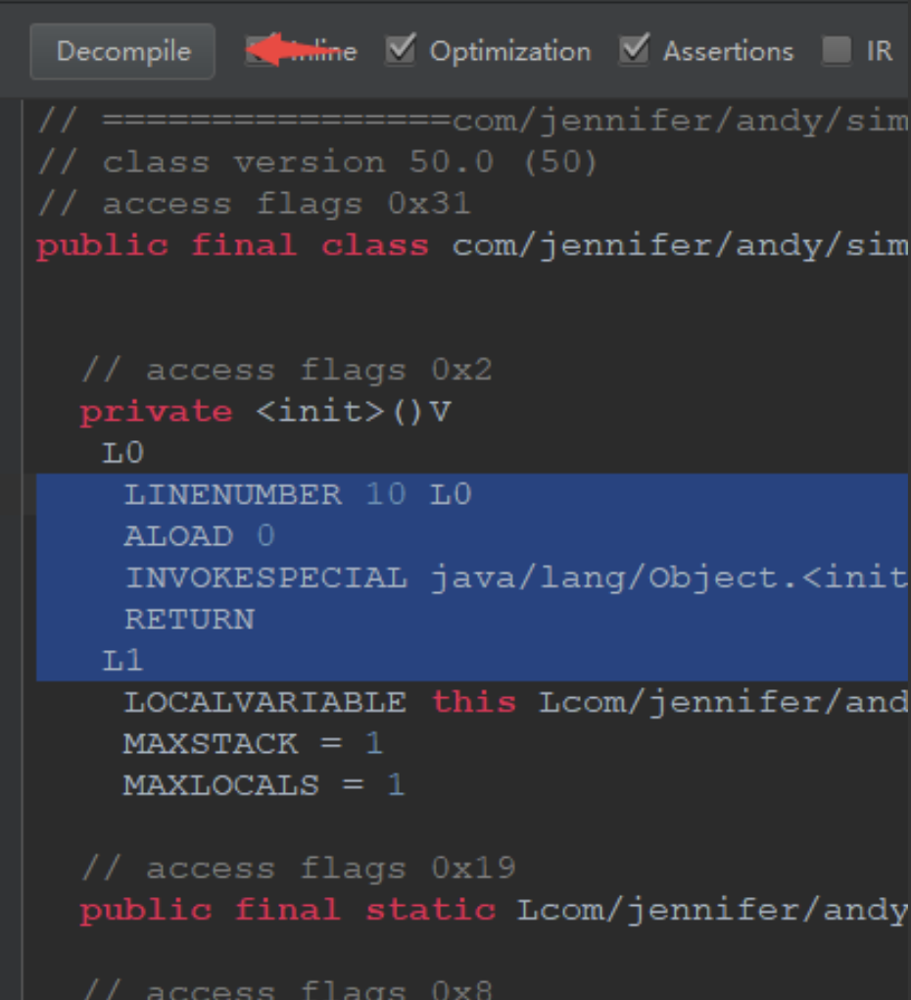 Decompile Inline Optimization Assertions IR
// ================com/jennifer/andy/sim
// class version 50.0 (50)
// access flags 0x31
public final class com/jennifer/andy/sim
// access flags 0x2
private <init>()V
L0
LINENUMBER 10 L0
ALOAD 0
INVOKESPECIAL java/lang/Object.<init
RETURN
L1
LOCALVARIABLE this Lcom/jennifer/and
MAXSTACK = 1
MAXLOCALS = 1
// access flags 0x19
public final static Lcom/jennifer/andy
// access flags 0x8